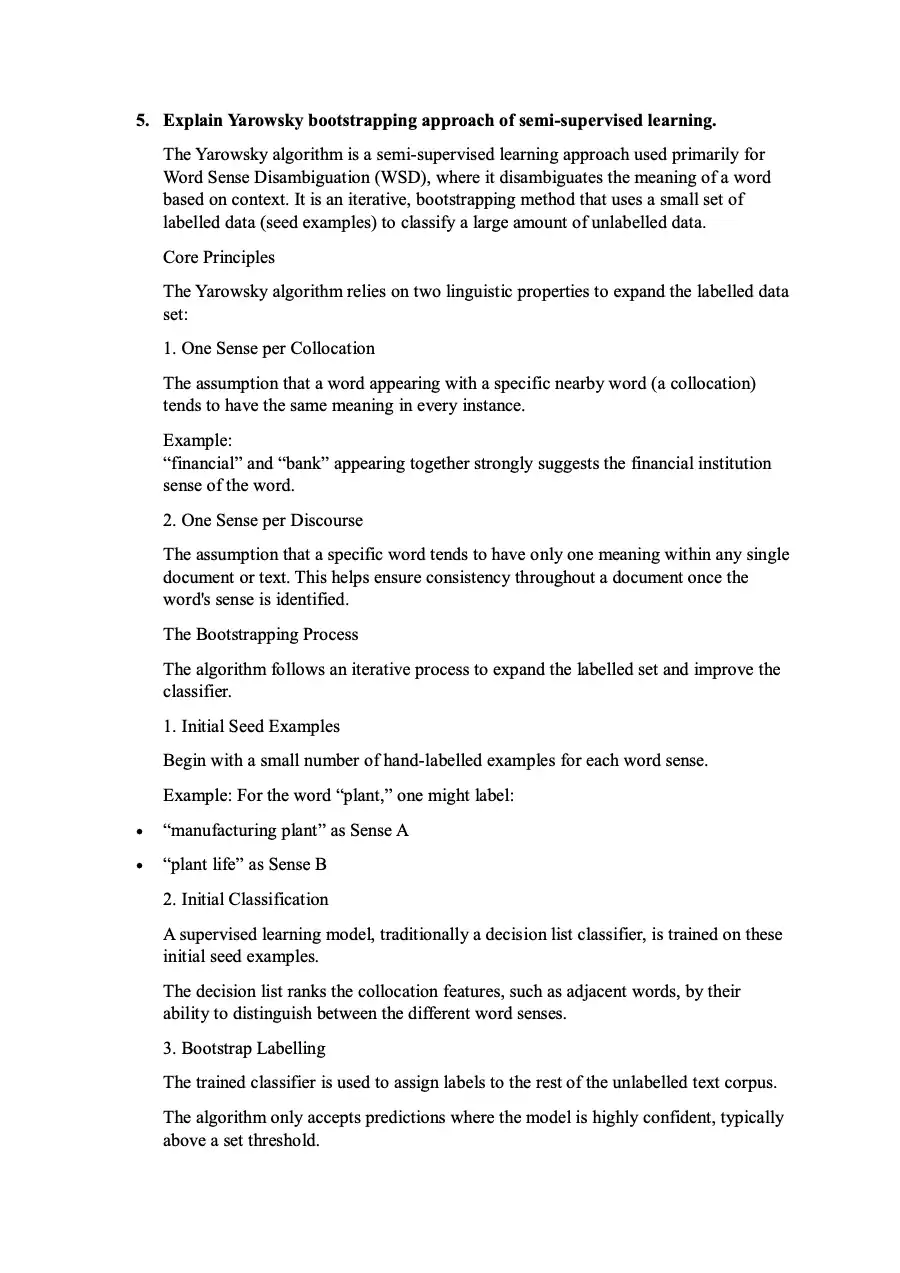 5. Explain Yarowsky bootstrapping approach of semi-supervised learning.
The Yarowsky algorithm is a semi-supervised learning approach used primarily for
Word Sense Disambiguation (WSD), where it disambiguates the meaning of a word
based on context. It is an iterative, bootstrapping method that uses a small set of
labelled data (seed examples) to classify a large amount of unlabelled data.
Core Principles
The Yarowsky algorithm relies on two linguistic properties to expand the labelled data
set:
1. One Sense per Collocation
The assumption that a word appearing with a specific nearby word (a collocation)
tends to have the same meaning in every instance.
Example:
“financial” and “bank” appearing together strongly suggests the financial institution
sense of the word.
2. One Sense per Discourse
The assumption that a specific word tends to have only one meaning within any single
document or text. This helps ensure consistency throughout a document once the
word's sense is identified.
The Bootstrapping Process
The algorithm follows an iterative process to expand the labelled set and improve the
classifier.
1. Initial Seed Examples
Begin with a small number of hand-labelled examples for each word sense.
Example: For the word “plant,” one might label:
• “manufacturing plant” as Sense A
• “plant life” as Sense B
2. Initial Classification
A supervised learning model, traditionally a decision list classifier, is trained on these
initial seed examples.
The decision list ranks the collocation features, such as adjacent words, by their
ability to distinguish between the different word senses.
3. Bootstrap Labelling
The trained classifier is used to assign labels to the rest of the unlabelled text corpus.
The algorithm only accepts predictions where the model is highly confident, typically
above a set threshold.